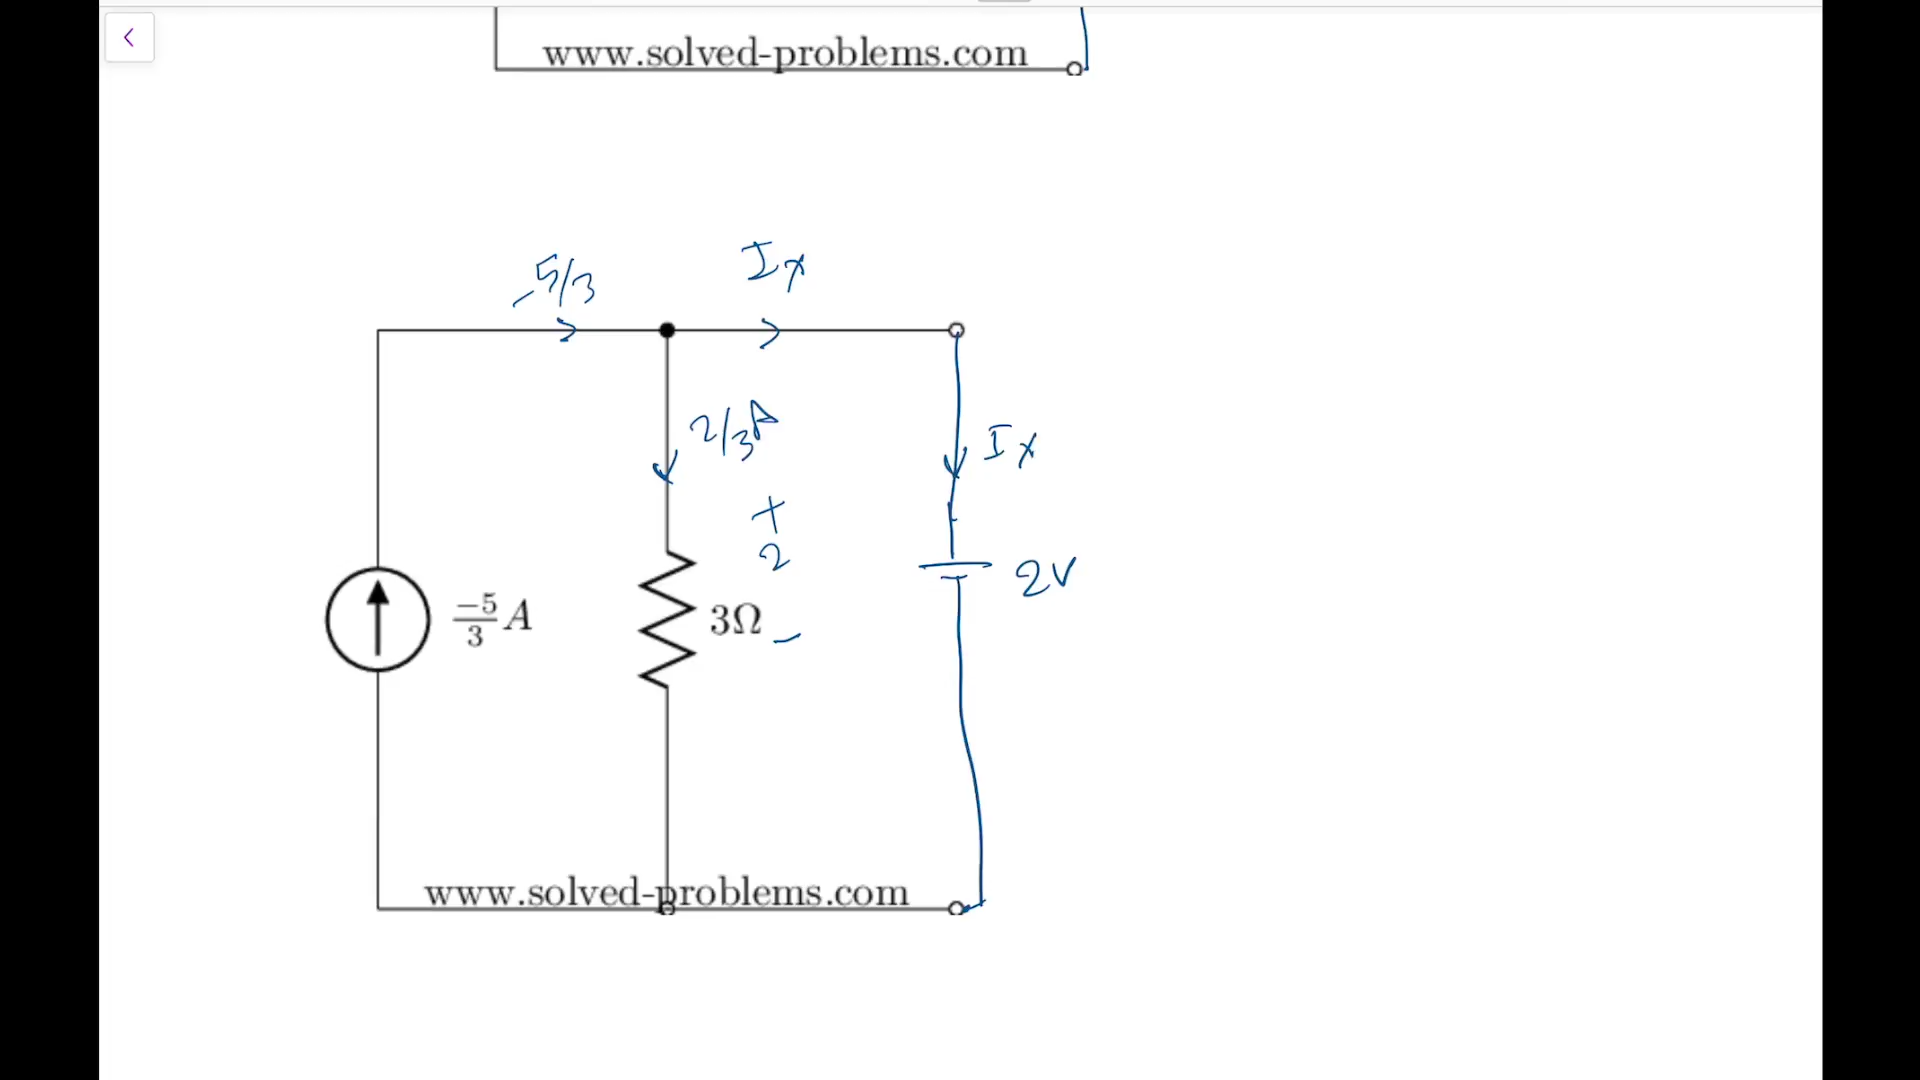 www.solved-problems.com
-5/3
Ix
2/3A
Ix
+
2
2V
-5/3 A
3Ω
-
www.solved-problems.com